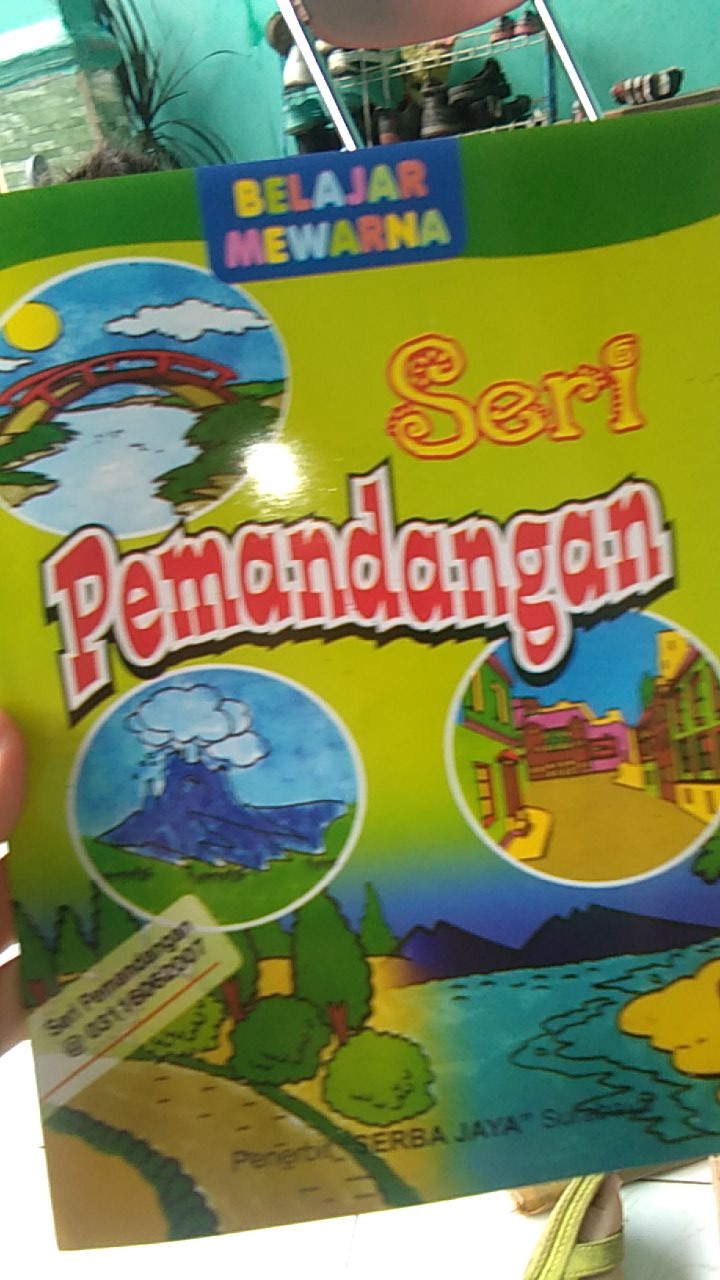 BELAJAR
MEWARNA
Seri
Pemandangan
Seri Pemandangan
Penerbit "SERBA JAYA"